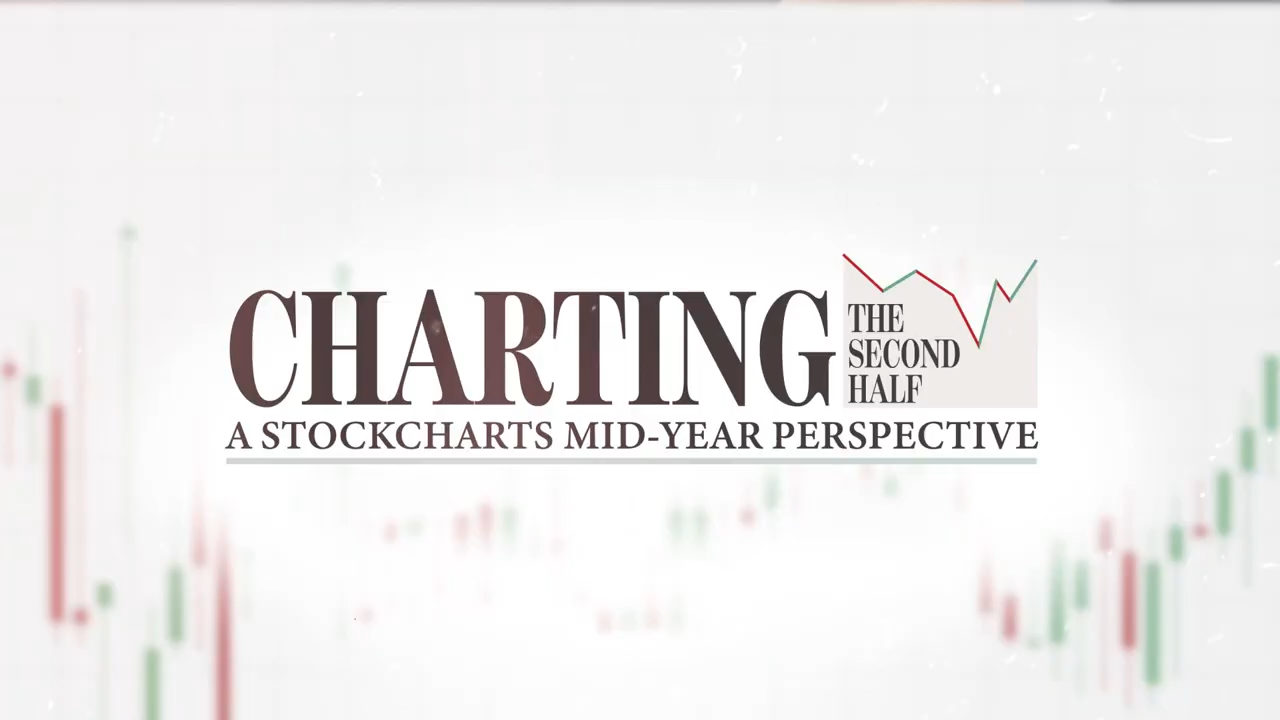 CHARTING
THE
SECOND
HALF
A STOCKCHARTS MID-YEAR PERSPECTIVE